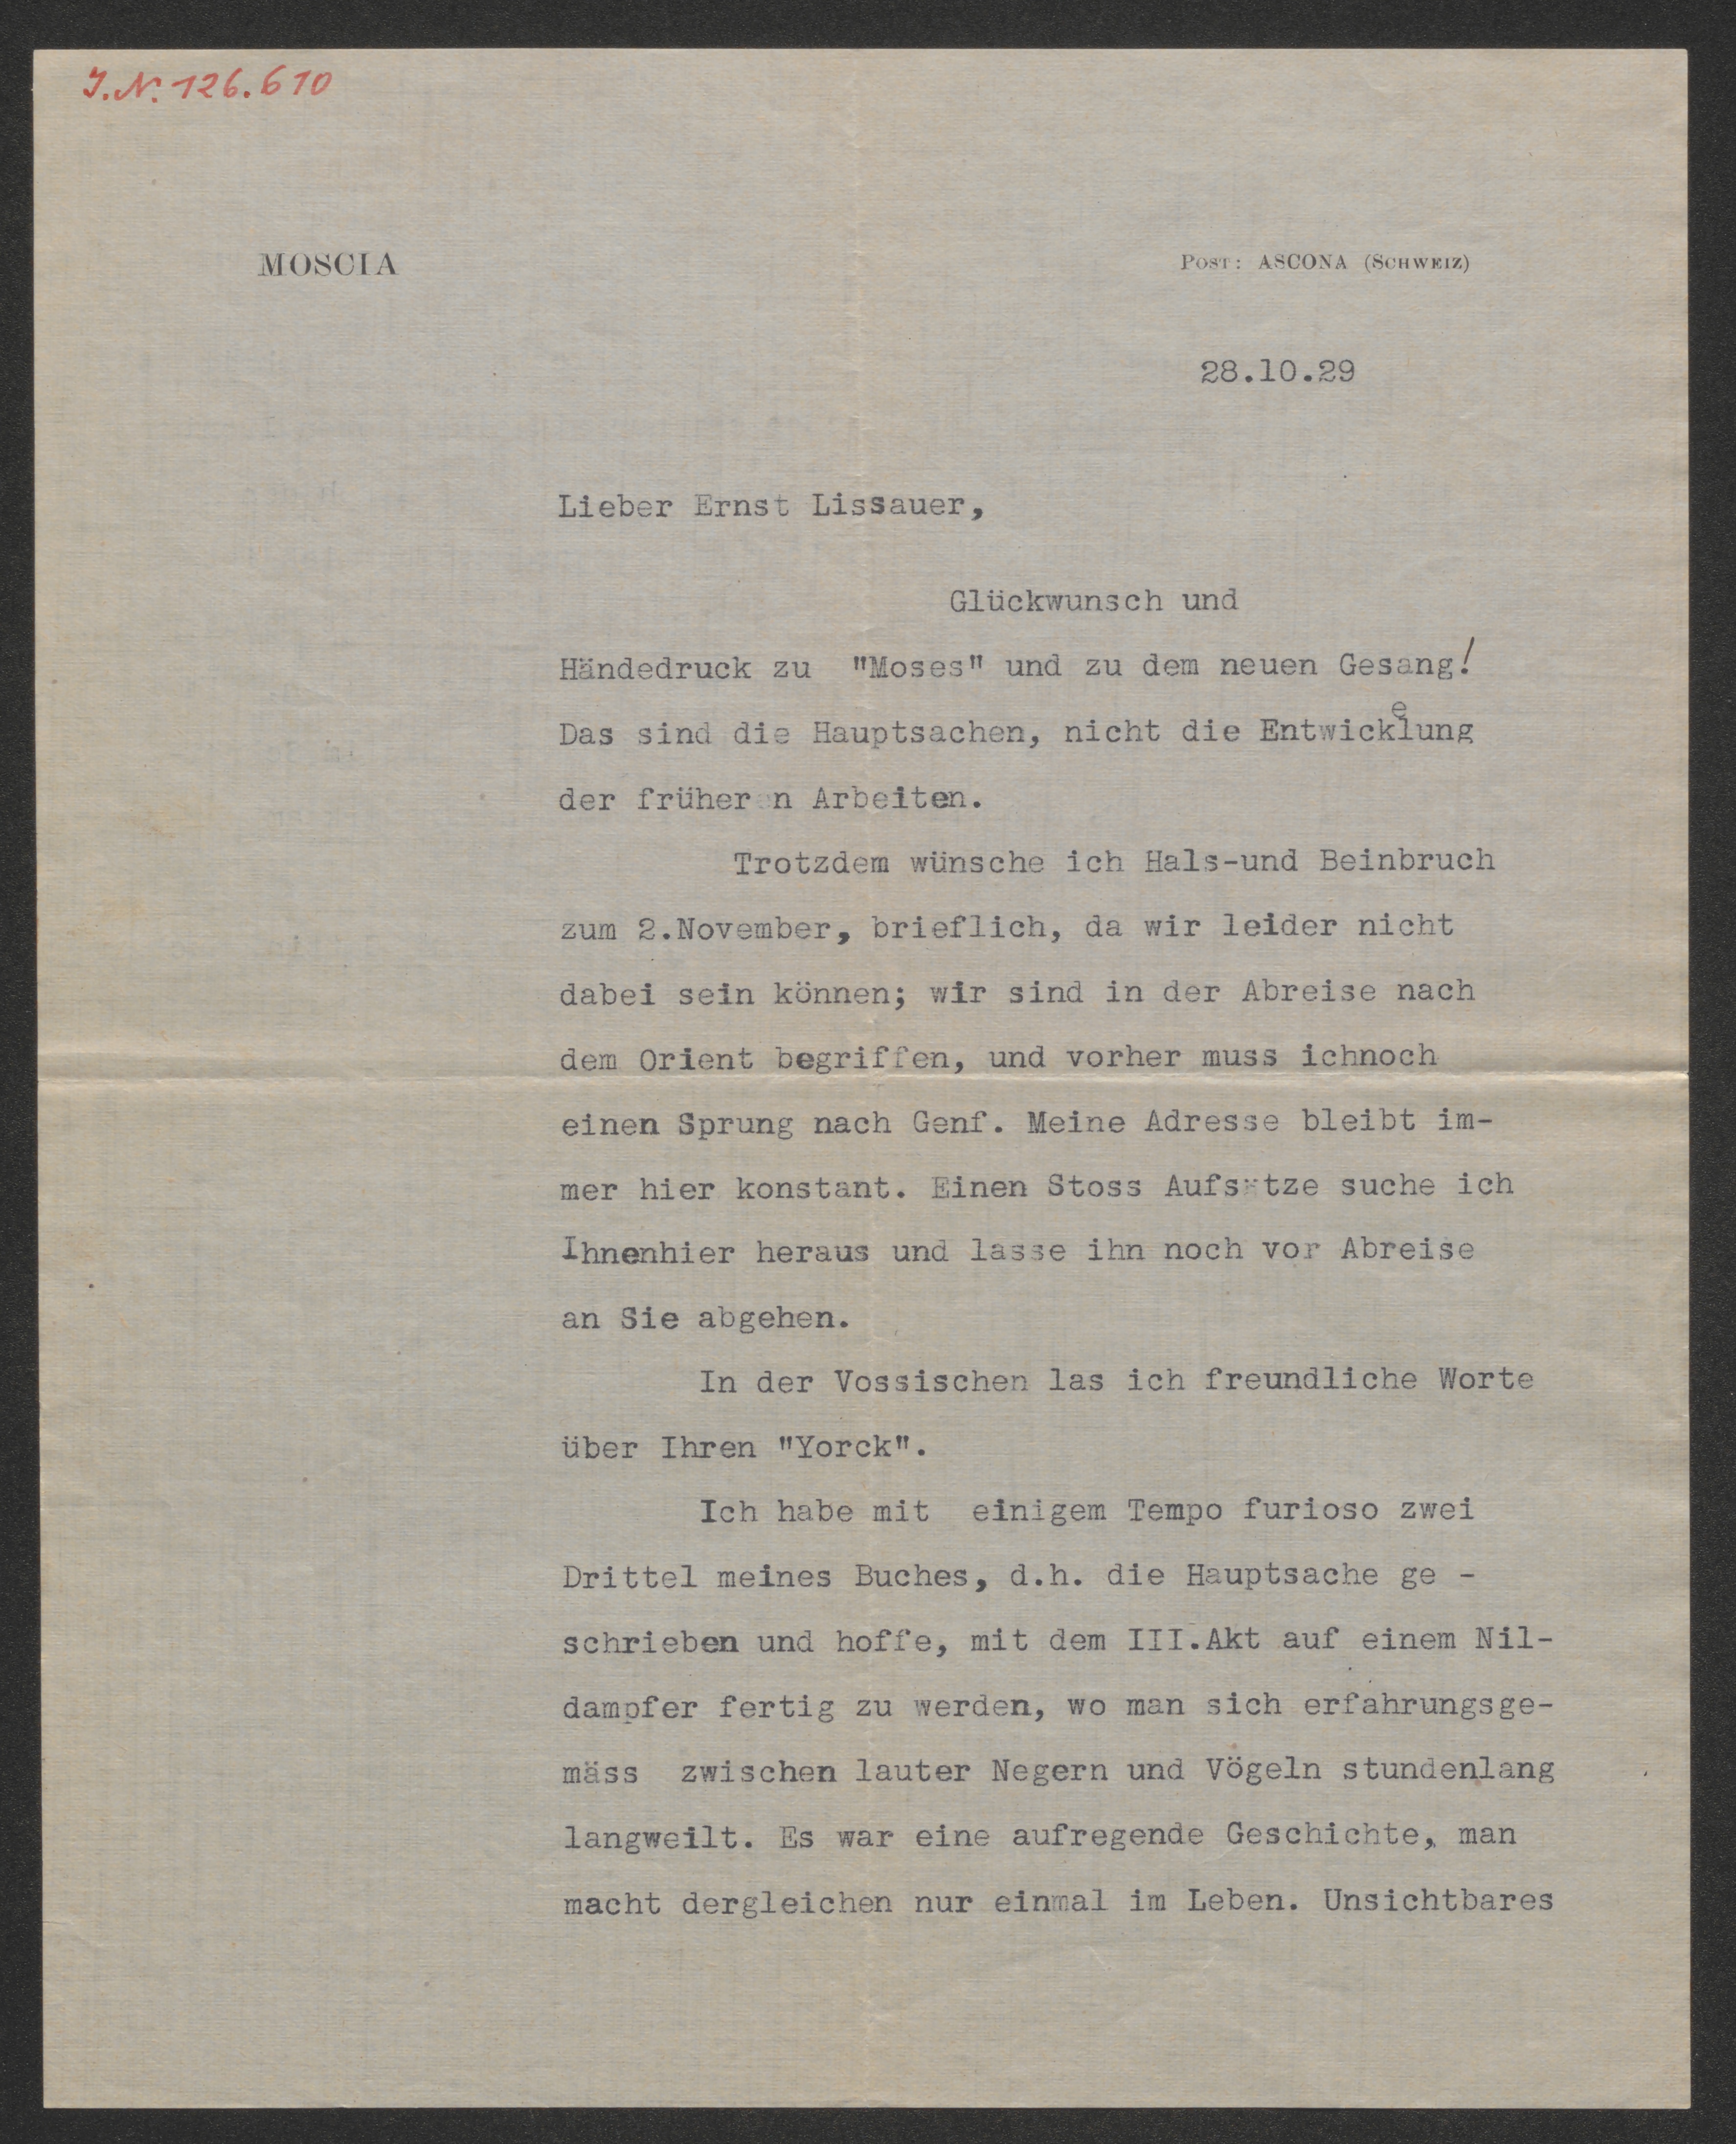 J.N. 126.610
MOSCIA
POST: ASCONA (SCHWEIZ)
28.10.29
Lieber Ernst Lissauer,
Glückwunsch und
Händedruck zu "Moses" und zu dem neuen Gesang!
Das sind die Hauptsachen, nicht die Entwickelung
der früheren Arbeiten.
Trotzdem wünsche ich Hals-und Beinbruch
zum 2.November, brieflich, da wir leider nicht
dabei sein können; wir sind in der Abreise nach
dem Orient begriffen, und vorher muss ichnoch
einen Sprung nach Genf. Meine Adresse bleibt im-
mer hier konstant. Einen Stoss Aufsätze suche ich
Ihnenhier heraus und lasse ihn noch vor Abreise
an Sie abgehen.
In der Vossischen las ich freundliche Worte
über Ihren "Yorck".
Ich habe mit einigem Tempo furioso zwei
Drittel meines Buches, d.h. die Hauptsache ge -
schrieben und hoffe, mit dem III.Akt auf einem Nil-
dampfer fertig zu werden, wo man sich erfahrungsge-
mäss zwischen lauter Negern und Vögeln stundenlang
langweilt. Es war eine aufregende Geschichte, man
macht dergleichen nur einmal im Leben. Unsichtbares